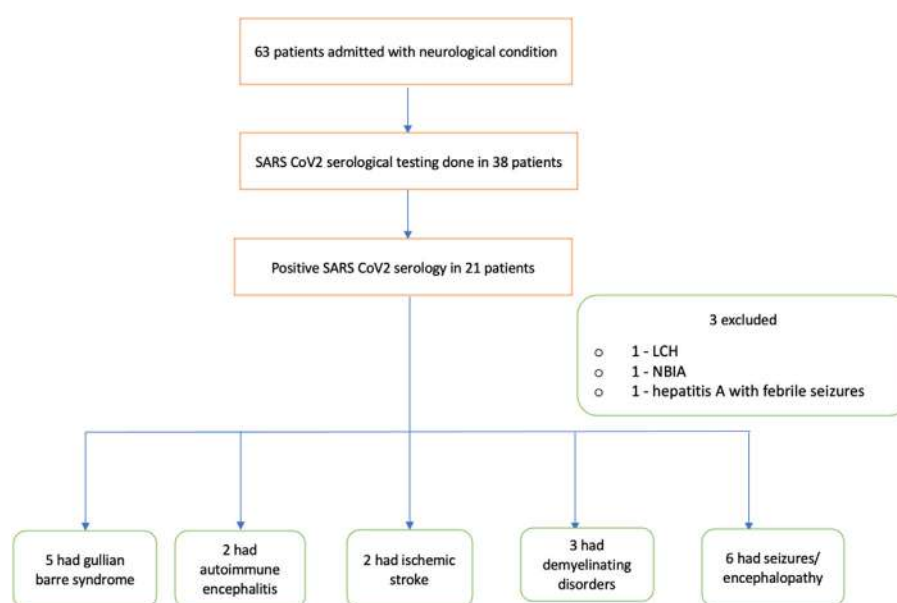 63 patients admitted with neurological condition
SARS CoV2 serological testing done in 38 patients
Positive SARS CoV2 serology in 21 patients
3 excluded
o 1 - LCH
o 1 - NBIA
o 1 - hepatitis A with febrile seizures
5 had gullian
barre syndrome
2 had
autoimmune
encephalitis
2 had ischemic
stroke
3 had
demyelinating
disorders
6 had seizures/
encephalopathy